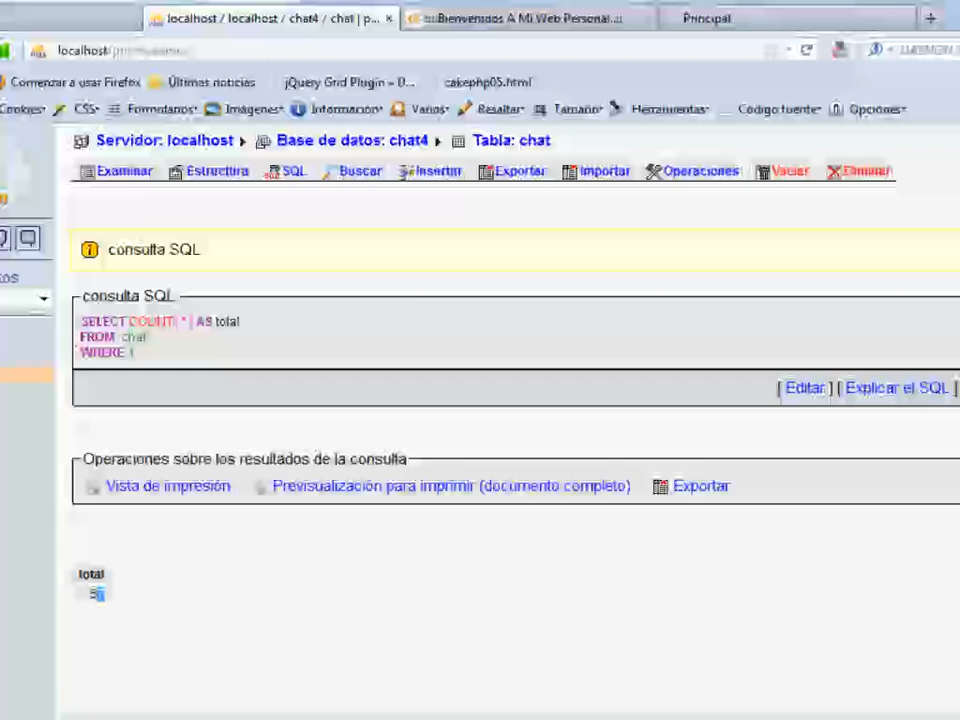 localhost / localhost / chat4 / chat | p... ×
:::Bienvenidos A Mi Web Personal...::
Principal
+
localhost
Comenzar a usar Firefox
Últimas noticias
jQuery Grid Plugin – D...
cakephp05.html
Cookies
CSS
Formularios
Imágenes
Información
Varios
Resaltar
Tamaño
Herramientas
Código fuente
Opciones
Servidor: localhost ▸ Base de datos: chat4 ▸ Tabla: chat
Examinar Estructura SQL Buscar Insertar Exportar Importar Operaciones Vaciar Eliminar
consulta SQL
consulta SQL
SELECT COUNT( * ) AS total
FROM chat
WHERE 1
[ Editar ] [ Explicar el SQL ]
Operaciones sobre los resultados de la consulta
Vista de impresión Previsualización para imprimir (documento completo) Exportar
total